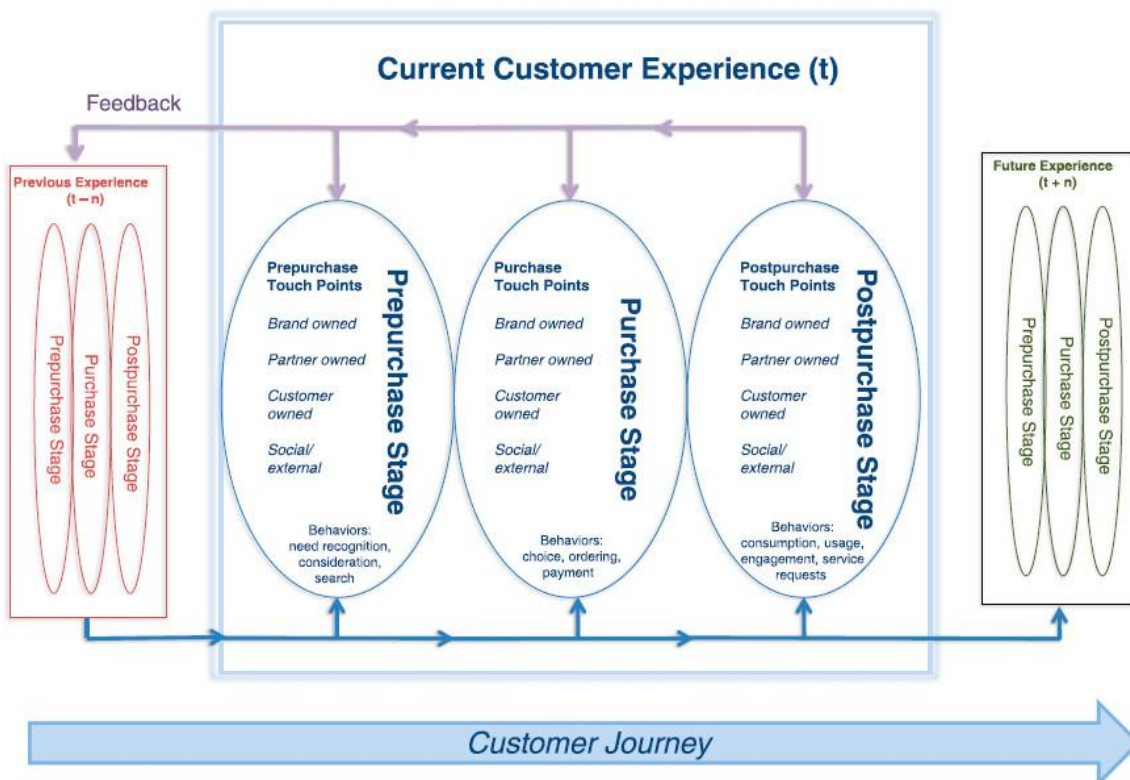 Current Customer Experience (t)
Feedback
Previous Experience
(t – n)
Prepurchase Stage
Purchase Stage
Postpurchase Stage
Prepurchase
Touch Points
Brand owned
Partner owned
Customer
owned
Social/
external
Behaviors:
need recognition,
consideration,
search
Prepurchase Stage
Purchase
Touch Points
Brand owned
Partner owned
Customer
owned
Social/
external
Behaviors:
choice, ordering,
payment
Purchase Stage
Postpurchase
Touch Points
Brand owned
Partner owned
Customer
owned
Social/
external
Behaviors:
consumption, usage,
engagement, service
requests
Postpurchase Stage
Future Experience
(t + n)
Prepurchase Stage
Purchase Stage
Postpurchase Stage
Customer Journey